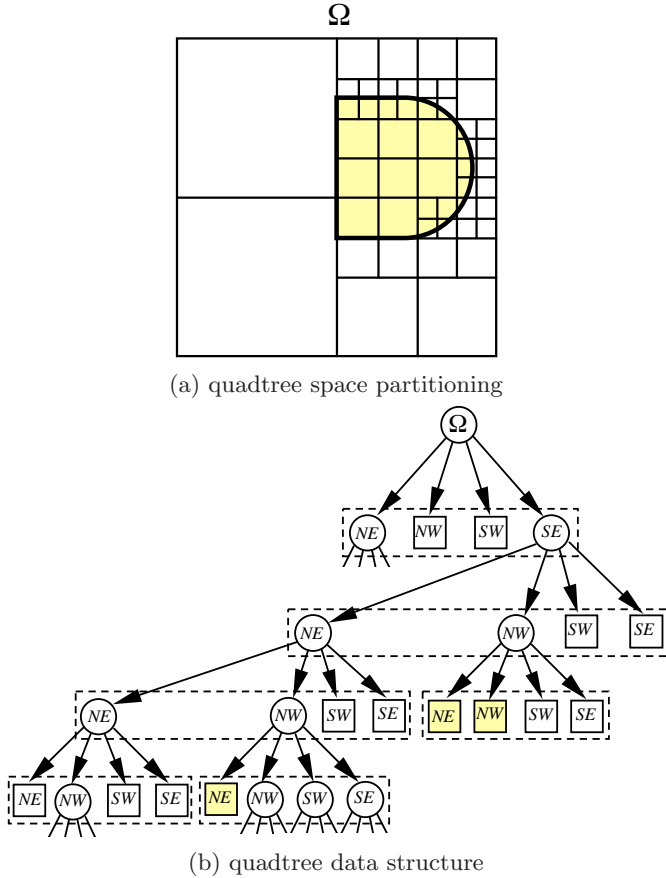 Ω
(a) quadtree space partitioning
Ω
NE NW SW SE
NE NW SW SE
NE NW SW SE NE NW SW SE
NE NW SW SE NE NW SW SE
(b) quadtree data structure